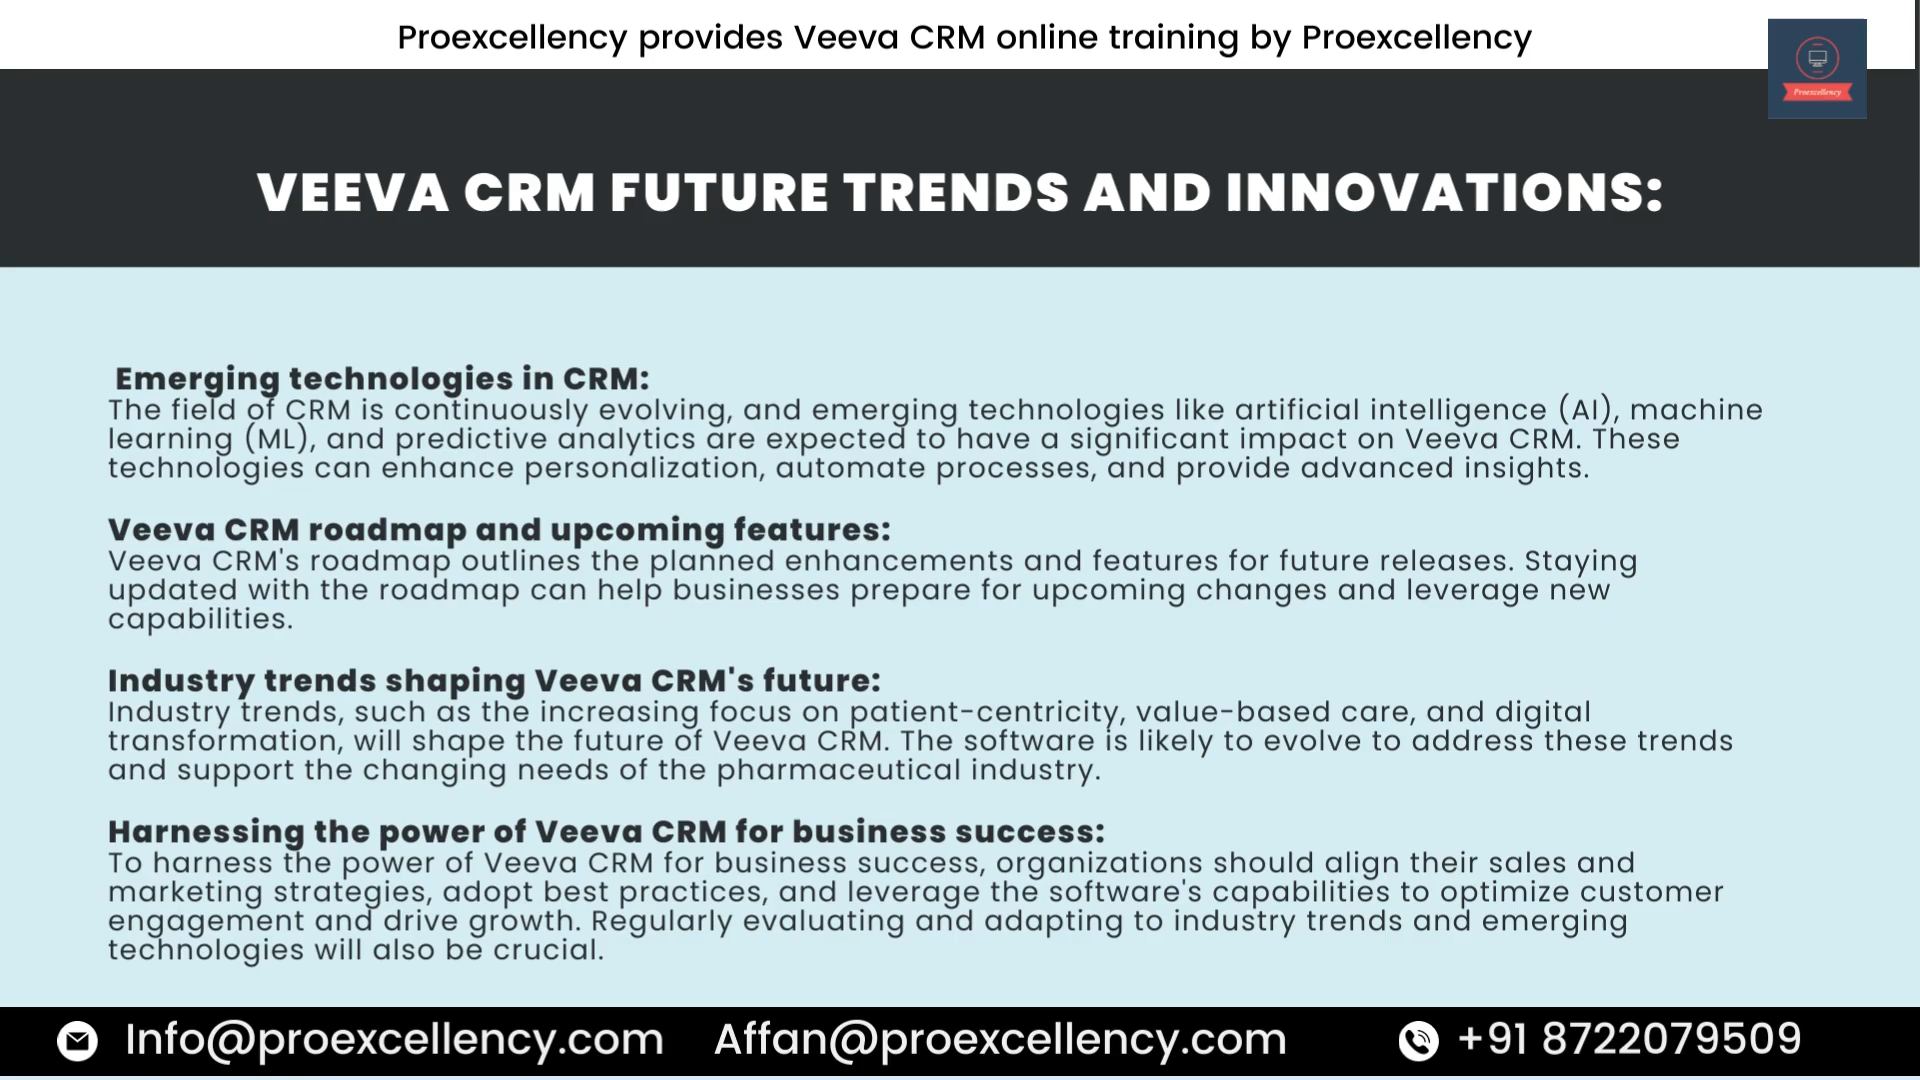 Proexcellency provides Veeva CRM online training by Proexcellency
Proexcellency
VEEVA CRM FUTURE TRENDS AND INNOVATIONS:
Emerging technologies in CRM:
The field of CRM is continuously evolving, and emerging technologies like artificial intelligence (AI), machine
learning (ML), and predictive analytics are expected to have a significant impact on Veeva CRM. These
technologies can enhance personalization, automate processes, and provide advanced insights.
Veeva CRM roadmap and upcoming features:
Veeva CRM's roadmap outlines the planned enhancements and features for future releases. Staying
updated with the roadmap can help businesses prepare for upcoming changes and leverage new
capabilities.
Industry trends shaping Veeva CRM's future:
Industry trends, such as the increasing focus on patient-centricity, value-based care, and digital
transformation, will shape the future of Veeva CRM. The software is likely to evolve to address these trends
and support the changing needs of the pharmaceutical industry.
Harnessing the power of Veeva CRM for business success:
To harness the power of Veeva CRM for business success, organizations should align their sales and
marketing strategies, adopt best practices, and leverage the software's capabilities to optimize customer
engagement and drive growth. Regularly evaluating and adapting to industry trends and emerging
technologies will also be crucial.
Info@proexcellency.com Affan@proexcellency.com +91 8722079509